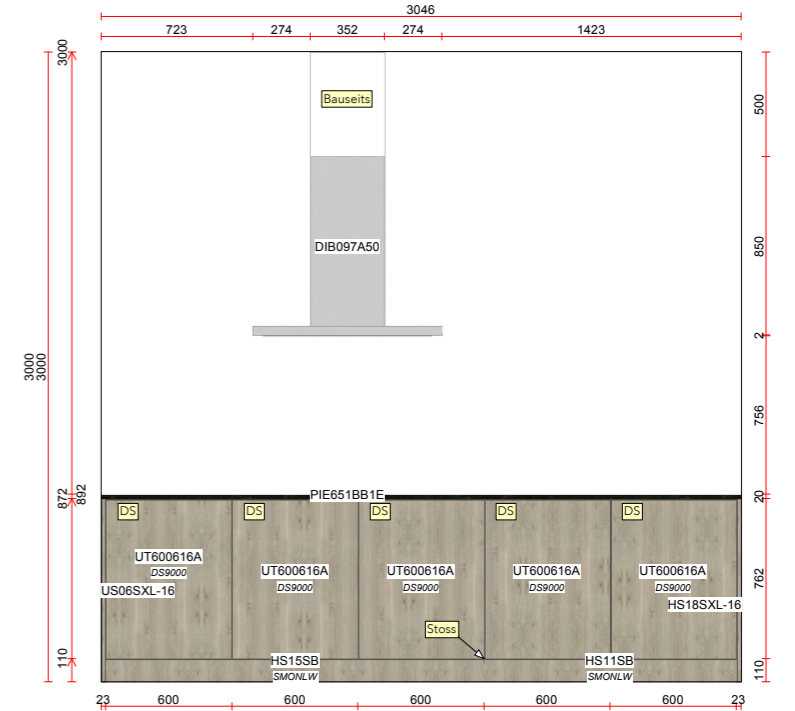 3046
723 274 352 274 1423
3000
Bauseits
500
DIB097A50
850
3000
3000
2
756
PIE651BB1E
872
892
20
DS DS DS DS DS
UT600616A UT600616A UT600616A UT600616A UT600616A
DS9000 DS9000 DS9000 DS9000 DS9000
762
US06SXL-16
HS18SXL-16
Stoss
110
HS15SB HS11SB
SMONLW SMONLW
110
23 600 600 600 600 600 23